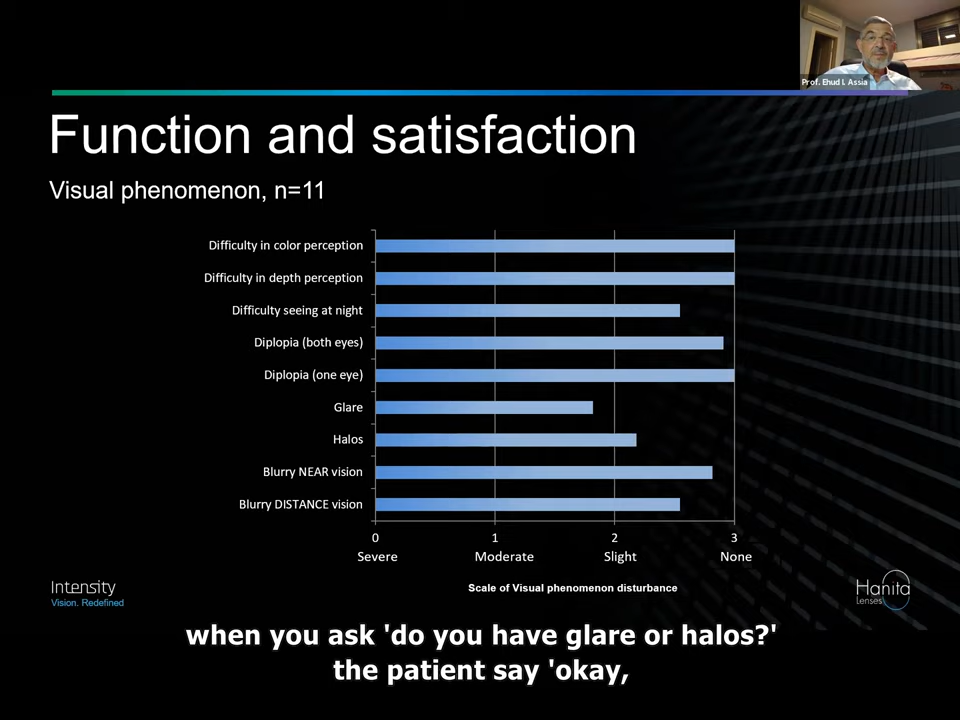 Prof. Ehud I. Assia
Function and satisfaction
Visual phenomenon, n=11
Difficulty in color perception
Difficulty in depth perception
Difficulty seeing at night
Diplopia (both eyes)
Diplopia (one eye)
Glare
Halos
Blurry NEAR vision
Blurry DISTANCE vision
0 1 2 3
Severe Moderate Slight None
Scale of Visual phenomenon disturbance
Intensity
Vision. Redefined
Hanita
Lenses
when you ask 'do you have glare or halos?'
the patient say 'okay,